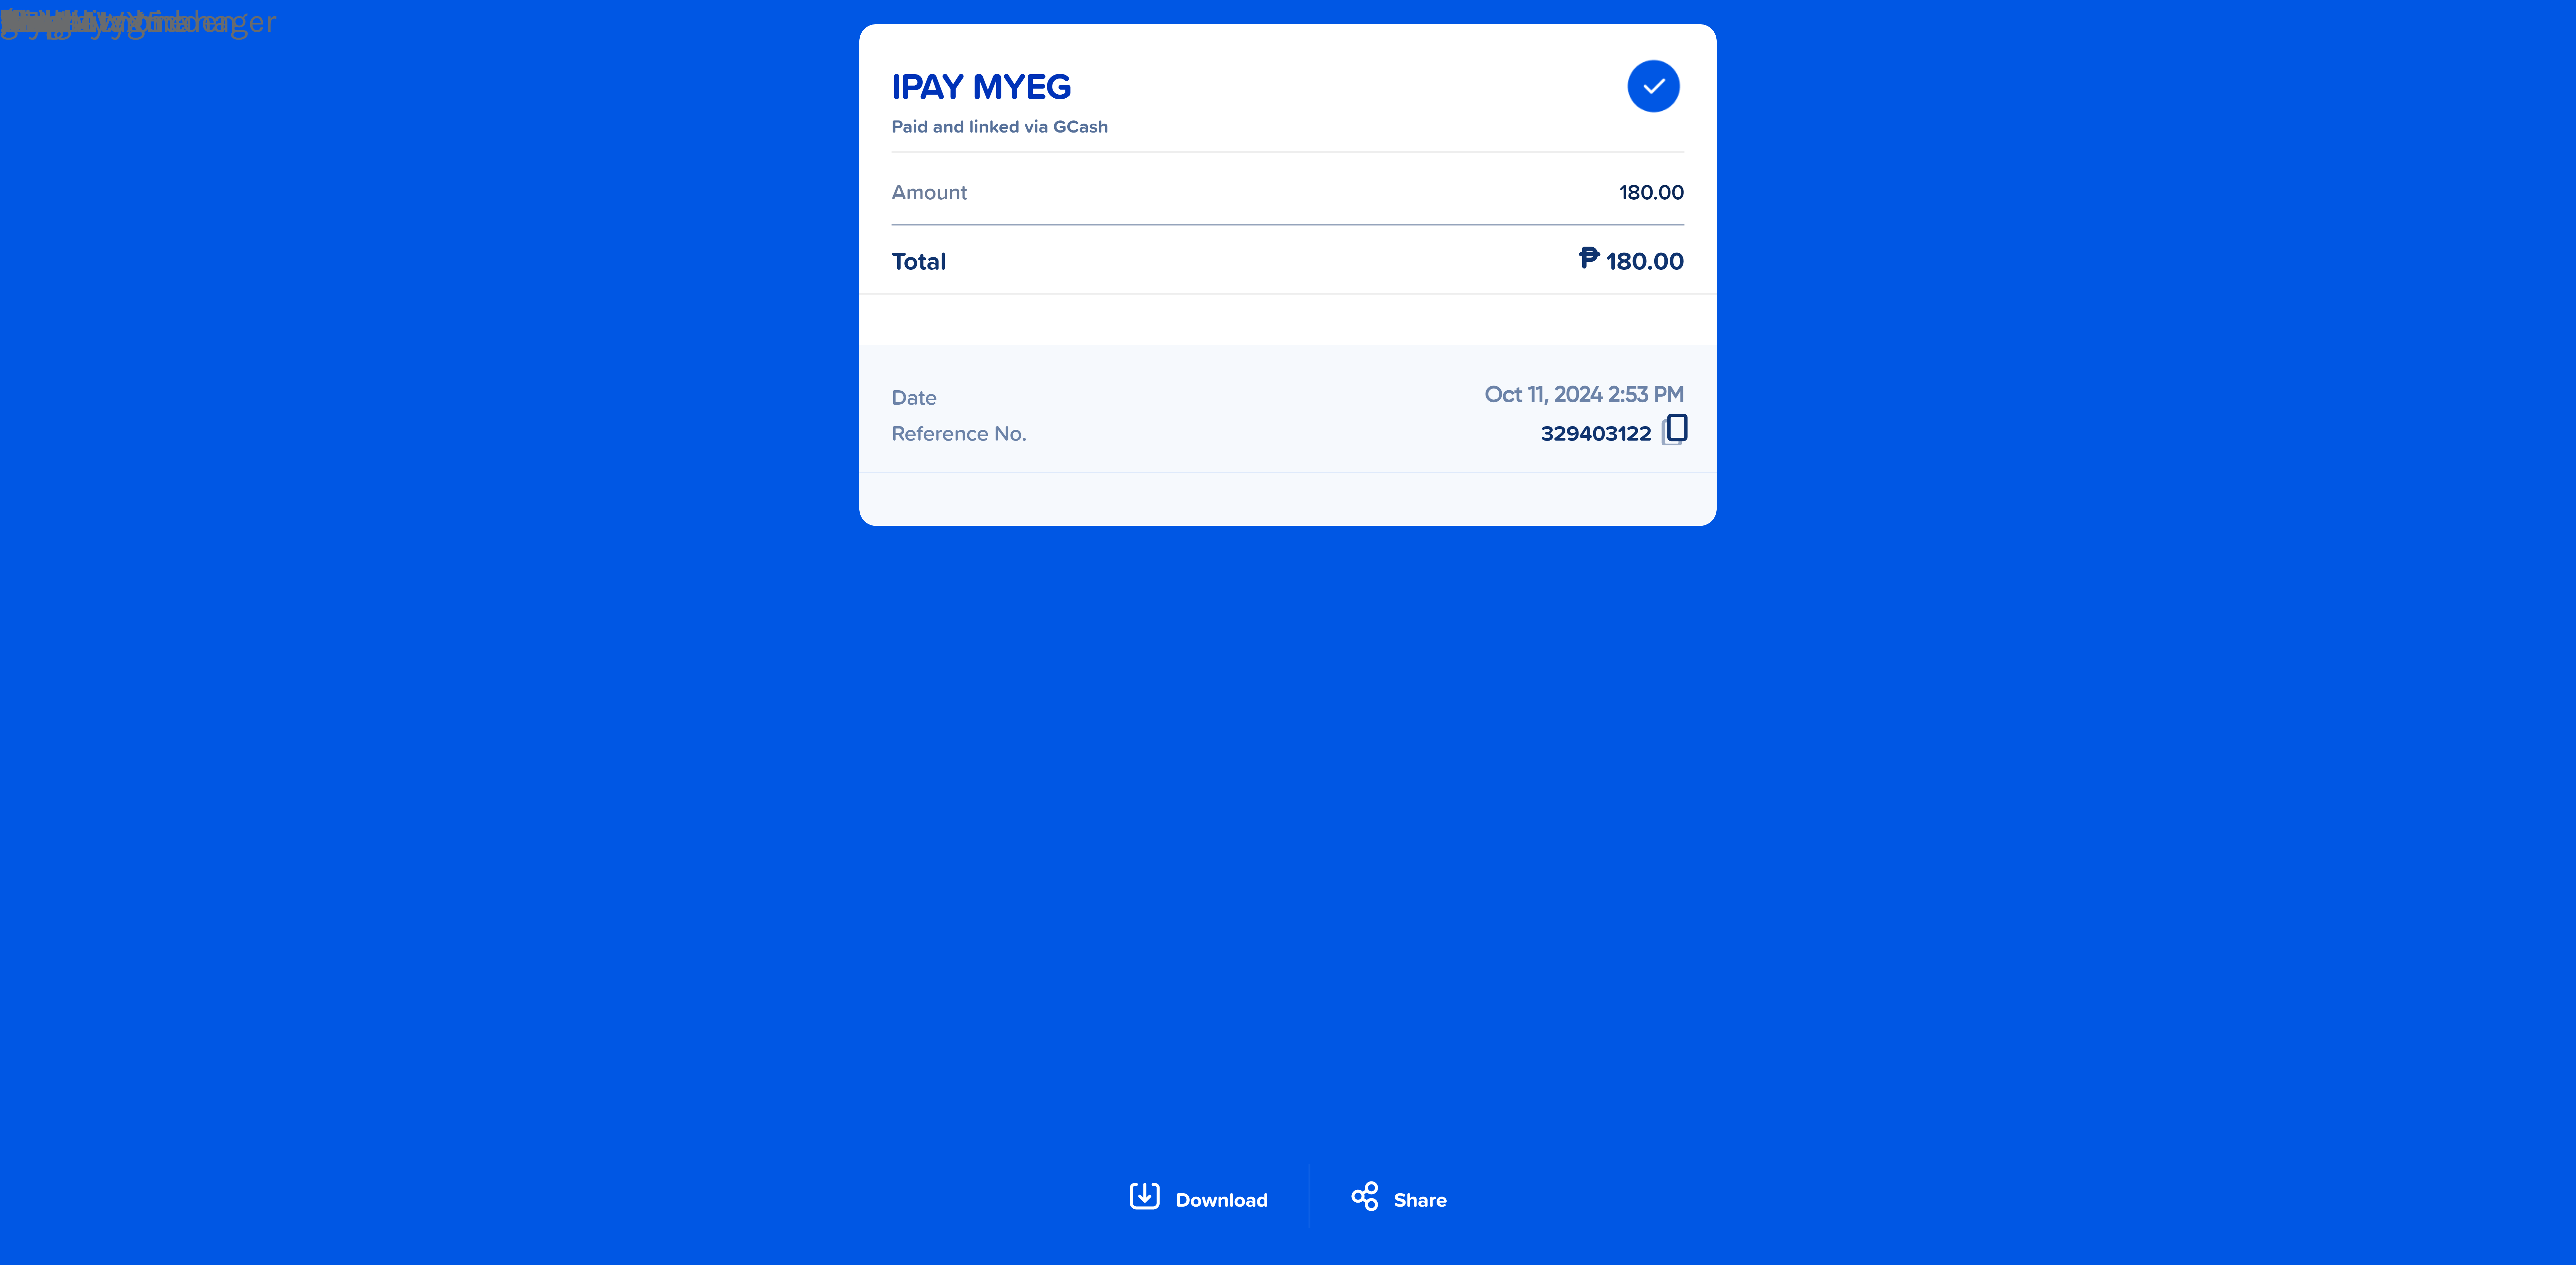 IPAY MYEG
Paid and linked via GCash
Amount 180.00
Total ₱ 180.00
Date Oct 11, 2024 2:53 PM
Reference No. 329403122
Download Share